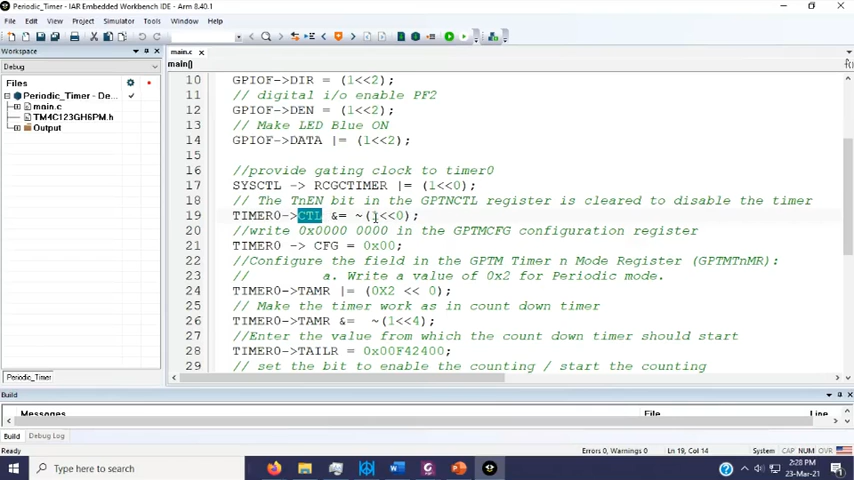 Periodic_Timer - IAR Embedded Workbench IDE - Arm 8.40.1
File Edit View Project Simulator Tools Window Help
Workspace
main.c
Debug
main()
Files
Periodic_Timer - De...
main.c
TM4C123GH6PM.h
Output
10 GPIOF->DIR = (1<<2);
11 // digital i/o enable PF2
12 GPIOF->DEN = (1<<2);
13 // Make LED Blue ON
14 GPIOF->DATA |= (1<<2);
15
16 //provide gating clock to timer0
17 SYSCTL -> RCGCTIMER |= (1<<0);
18 // The TnEN bit in the GPTNCTL register is cleared to disable the timer
19 TIMER0->CTL &= ~(1<<0);
20 //write 0x0000 0000 in the GPTMCFG configuration register
21 TIMER0 -> CFG = 0x00;
22 //Configure the field in the GPTM Timer n Mode Register (GPTMTnMR):
23 // a. Write a value of 0x2 for Periodic mode.
24 TIMER0->TAMR |= (0X2 << 0);
25 // Make the timer work as in count down timer
26 TIMER0->TAMR &= ~(1<<4);
27 //Enter the value from which the count down timer should start
28 TIMER0->TAILR = 0x00F42400;
29 // set the bit to enable the counting / start the counting
Periodic_Timer
Build
Messages File Line
Build Debug Log
Ready Errors 0, Warnings 0 Ln 19, Col 14 System CAP NUM OVR
Type here to search
2:28 PM
23-Mar-21